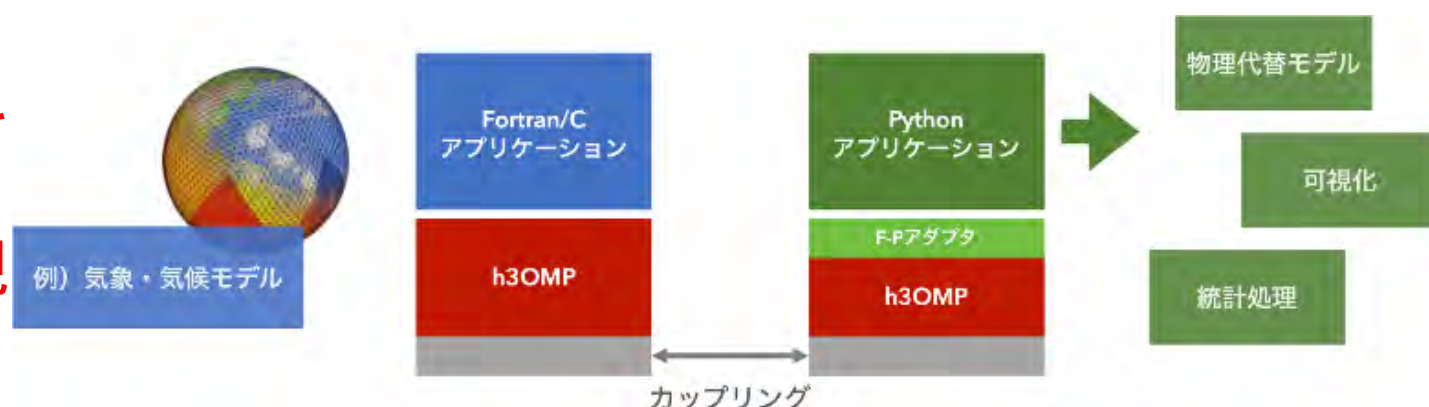 例）気象・気候モデル
Fortran/C
アプリケーション
h3OMP
カップリング
Python
アプリケーション
F-Pアダプタ
h3OMP
物理代替モデル
可視化
統計処理